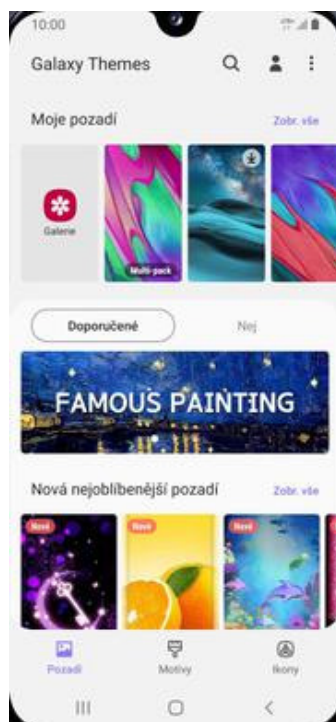 10:00
Galaxy Themes
Moje pozadí
Zobr. vše
Galerie
Multi-pack
Doporučené
Nej
FAMOUS PAINTING
Nová nejoblíbenější pozadí
Zobr. vše
Nové
Nové
Nové
Pozadí
Motivy
Ikony